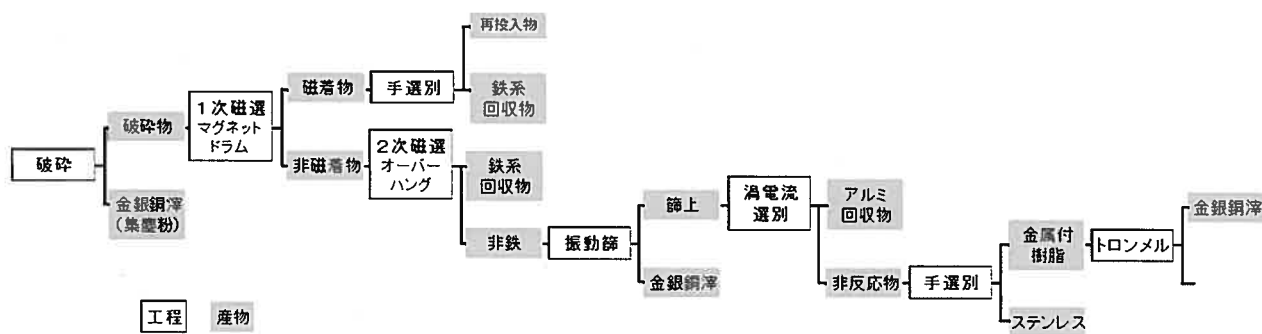 破砕
破砕物
金銀銅滓
(集塵粉)
1次磁選
マグネット
ドラム
磁着物
手選別
再投入物
鉄系
回収物
非磁着物
2次磁選
オーバー
ハング
鉄系
回収物
非鉄
振動篩
篩上
金銀銅滓
渦電流
選別
アルミ
回収物
非反応物
手選別
金属付
樹脂
ステンレス
トロンメル
金銀銅滓
工程
産物